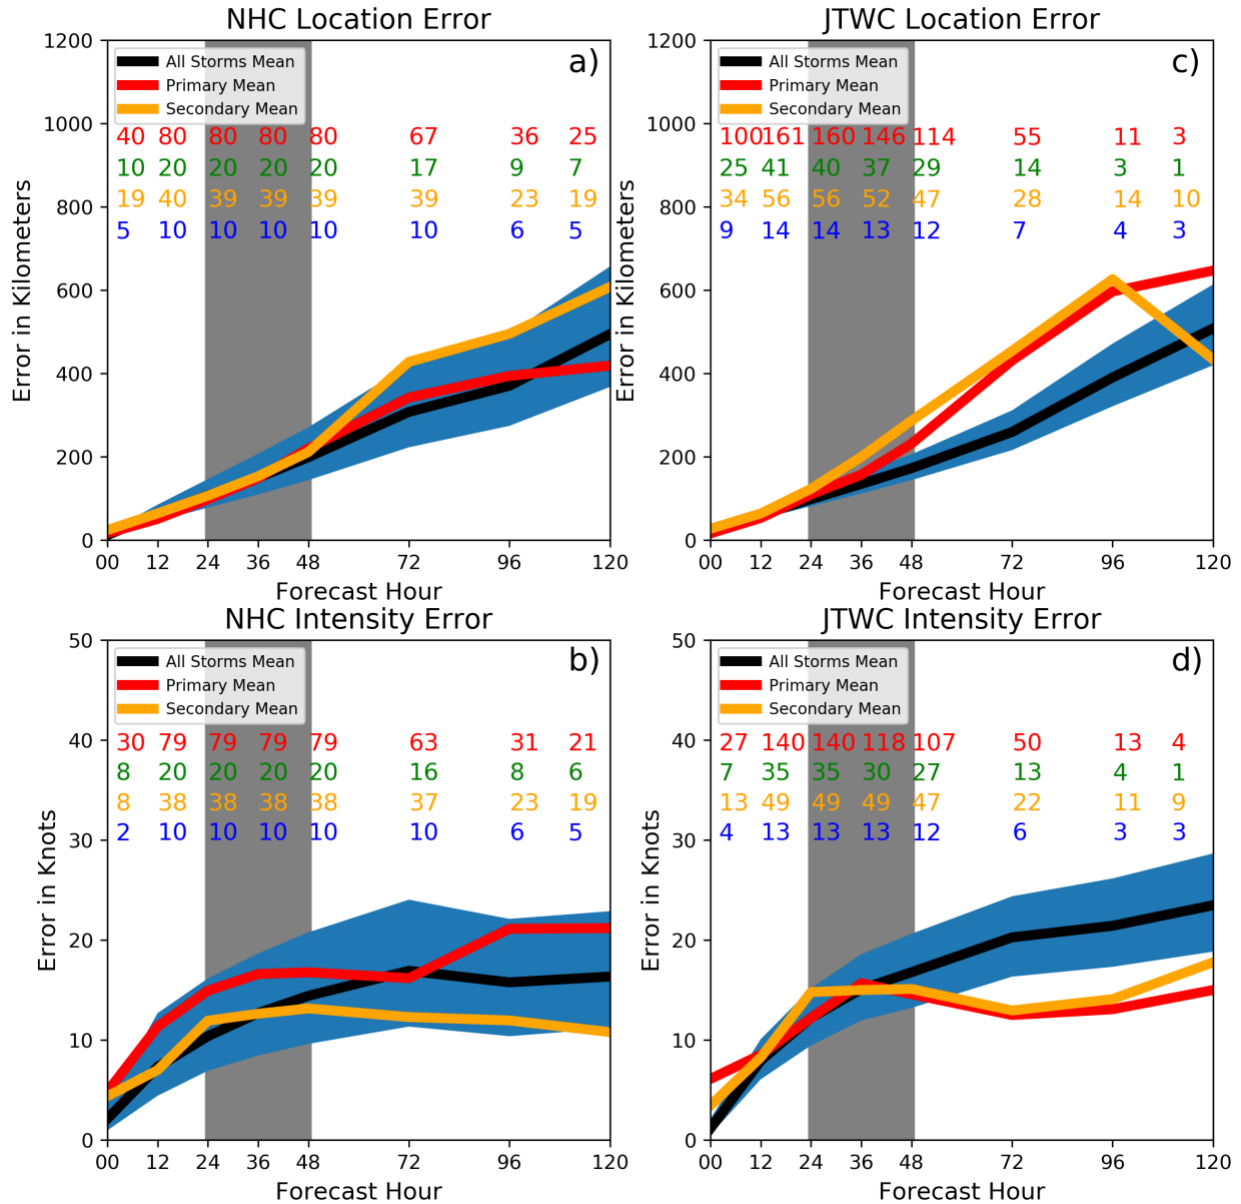 NHC Location Error
1200
1000
800
600
400
200
0
Error in Kilometers
All Storms Mean
Primary Mean
Secondary Mean
a)
40 80 80 80 80 67 36 25
10 20 20 20 20 17 9 7
19 40 39 39 39 39 23 19
5 10 10 10 10 10 6 5
00 12 24 36 48 72 96 120
Forecast Hour
JTWC Location Error
1200
1000
800
600
400
200
0
Error in Kilometers
All Storms Mean
Primary Mean
Secondary Mean
c)
100 161 160 146 114 55 11 3
25 41 40 37 29 14 3 1
34 56 56 52 47 28 14 10
9 14 14 13 12 7 4 3
00 12 24 36 48 72 96 120
Forecast Hour
NHC Intensity Error
50
40
30
20
10
0
Error in Knots
All Storms Mean
Primary Mean
Secondary Mean
b)
30 79 79 79 79 63 31 21
8 20 20 20 20 16 8 6
8 38 38 38 38 37 23 19
2 10 10 10 10 10 6 5
00 12 24 36 48 72 96 120
Forecast Hour
JTWC Intensity Error
50
40
30
20
10
0
Error in Knots
All Storms Mean
Primary Mean
Secondary Mean
d)
27 140 140 118 107 50 13 4
7 35 35 30 27 13 4 1
13 49 49 49 47 22 11 9
4 13 13 13 12 6 3 3
00 12 24 36 48 72 96 120
Forecast Hour